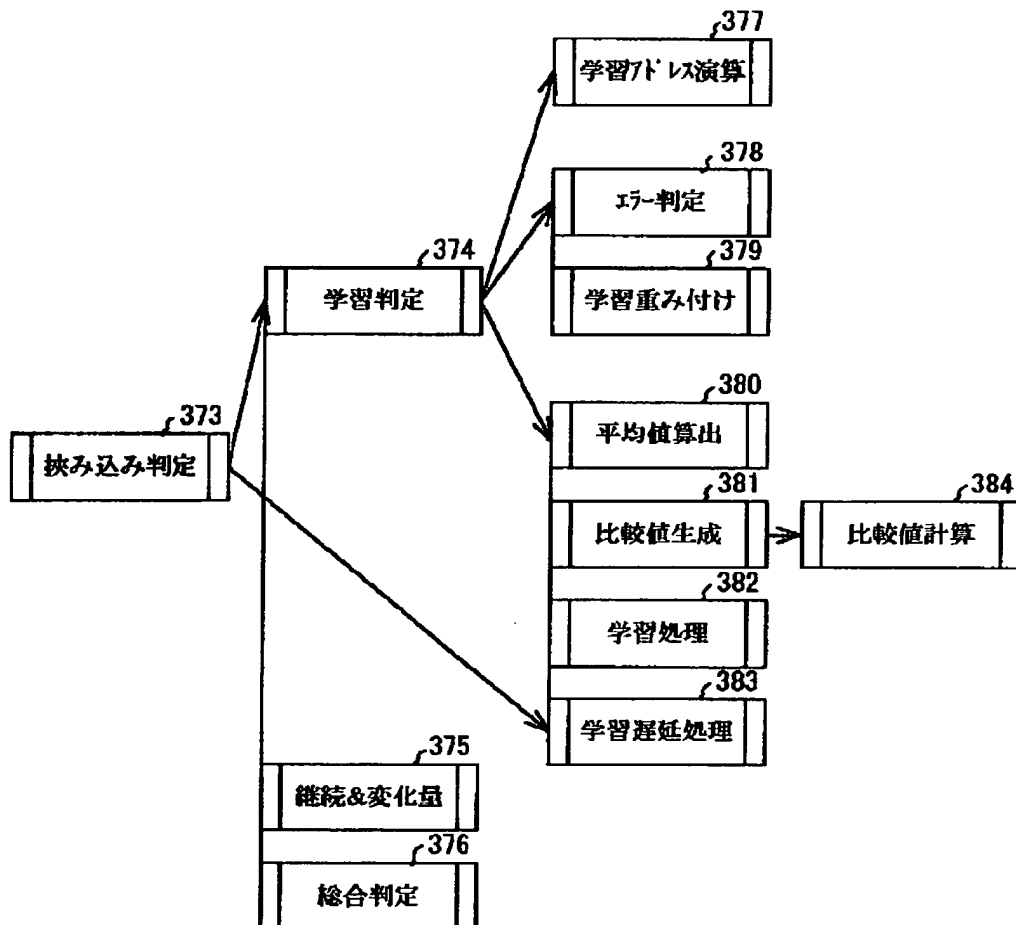 377
学習ｱﾄﾞﾚｽ演算
378
ｴﾗｰ判定
379
学習重み付け
374
学習判定
380
平均値算出
373
挟み込み判定
381
比較値生成
384
比較値計算
382
学習処理
383
学習遅延処理
375
継続&変化量
376
総合判定